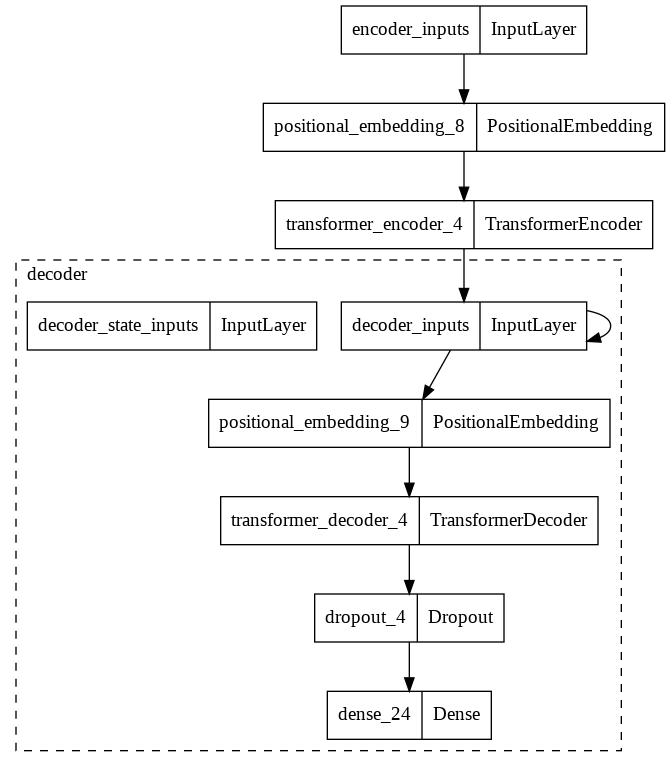 encoder_inputs InputLayer
positional_embedding_8 PositionalEmbedding
transformer_encoder_4 TransformerEncoder
decoder
decoder_state_inputs InputLayer
decoder_inputs InputLayer
positional_embedding_9 PositionalEmbedding
transformer_decoder_4 TransformerDecoder
dropout_4 Dropout
dense_24 Dense